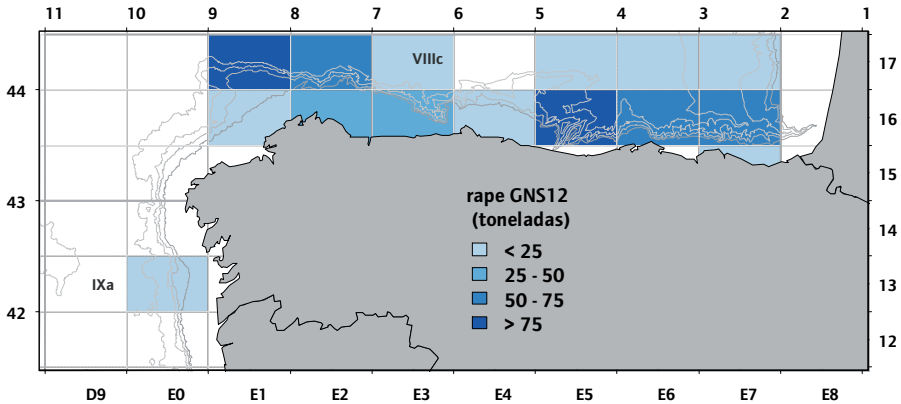 11 10 9 8 7 6 5 4 3 2 1
VIIIc
17
44
16
15
43
rape GNS12
(toneladas)
14
< 25
25 - 50
IXa
13
50 - 75
42
> 75
12
D9 E0 E1 E2 E3 E4 E5 E6 E7 E8